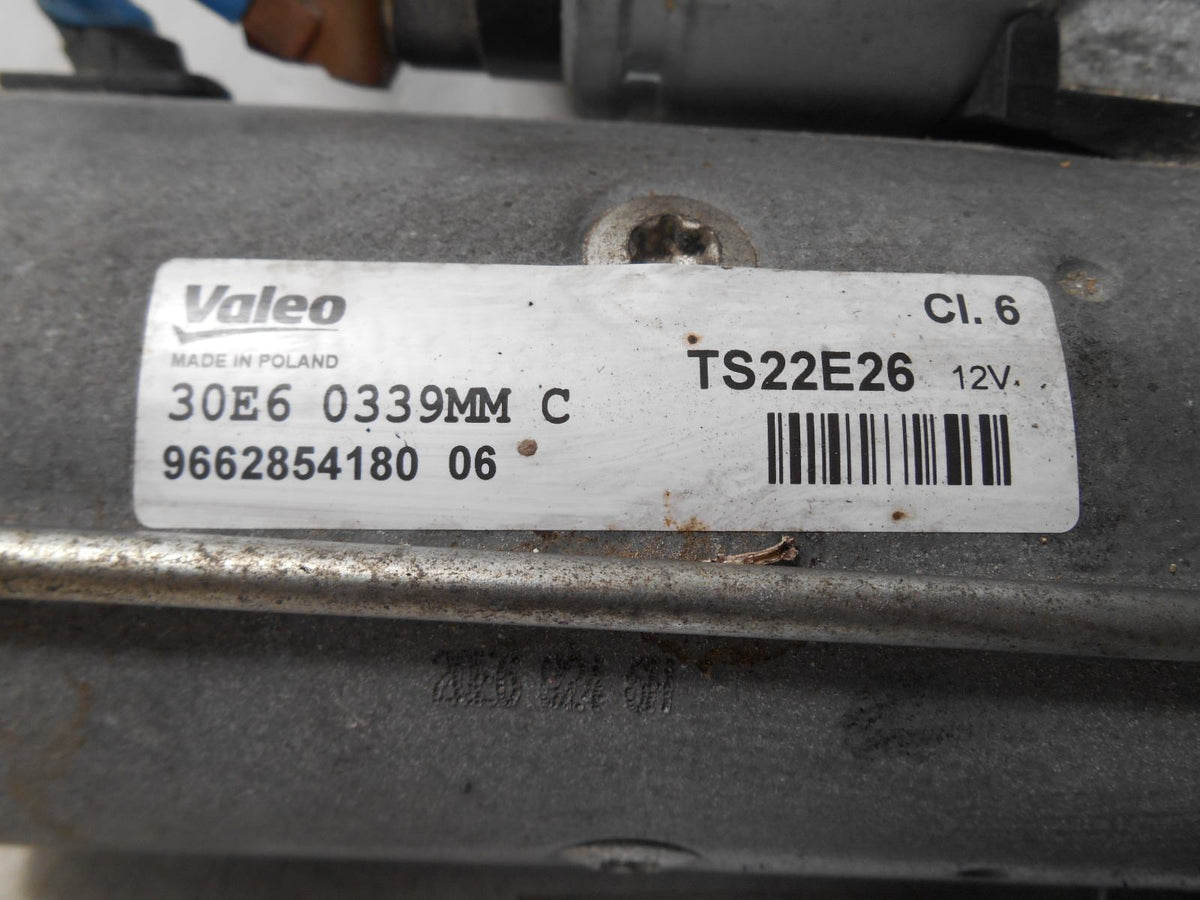 Valeo
Cl. 6
MADE IN POLAND
TS22E26 12V
30E6 0339MM C
9662854180 06